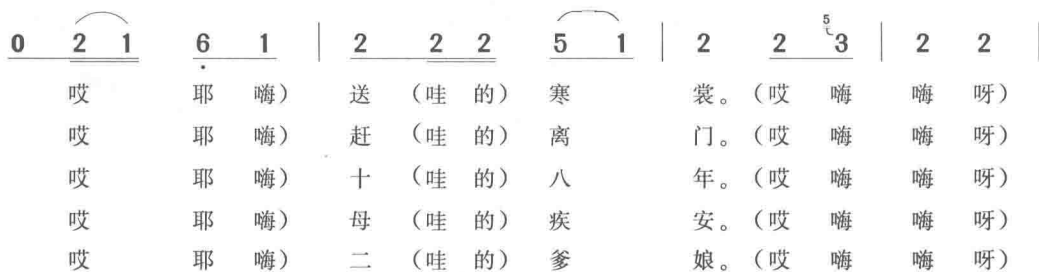 0 2 1 6 1 | 2 2 2 5 1 | 2 2 5 3 | 2 2 |
哎 耶 嗨） 送 （哇 的） 寒 裳。（哎 嗨 嗨 呀）
哎 耶 嗨） 赶 （哇 的） 离 门。（哎 嗨 嗨 呀）
哎 耶 嗨） 十 （哇 的） 八 年。（哎 嗨 嗨 呀）
哎 耶 嗨） 母 （哇 的） 疾 安。（哎 嗨 嗨 呀）
哎 耶 嗨） 二 （哇 的） 爹 娘。（哎 嗨 嗨 呀）